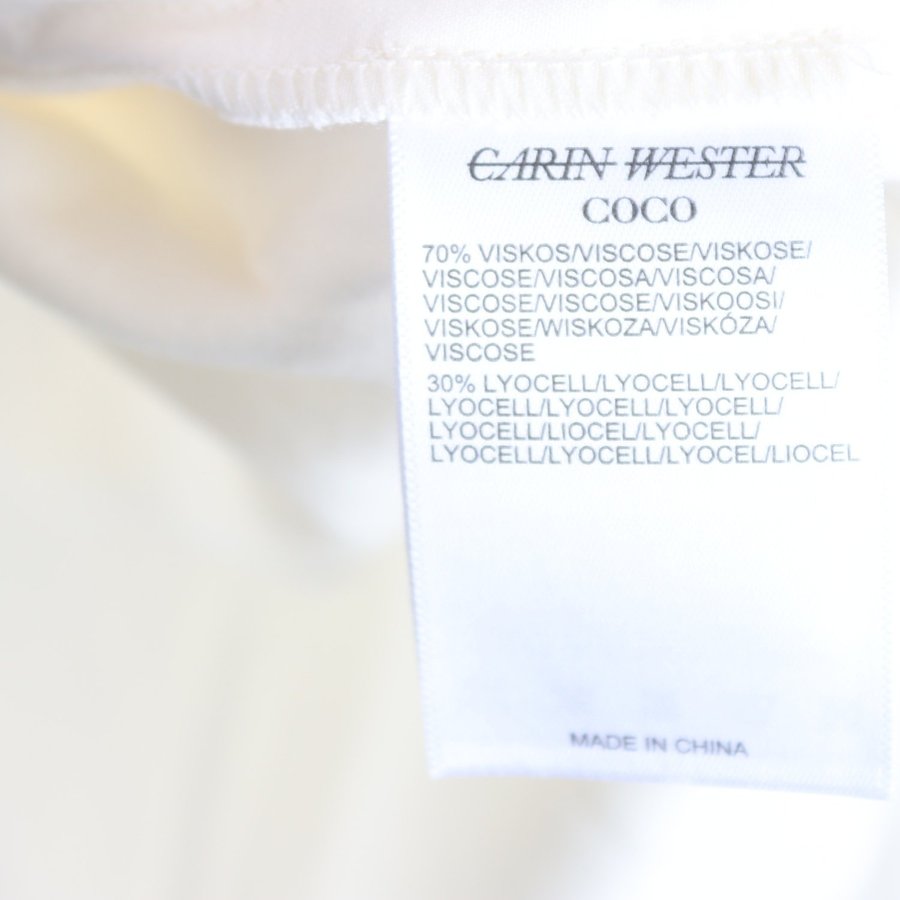 CARIN WESTER
COCO
70% VISKOS/VISCOSE/VISKOSE/
VISCOSE/VISCOSA/VISCOSA/
VISCOSE/VISCOSE/VISKOOSI/
VISKOSE/WISKOZA/VISKÓZA/
VISCOSE
30% LYOCELL/LYOCELL/LYOCELL/
LYOCELL/LYOCELL/LYOCELL/
LYOCELL/LIOCEL/LYOCELL/
LYOCELL/LYOCELL/LYOCEL/LIOCEL
MADE IN CHINA